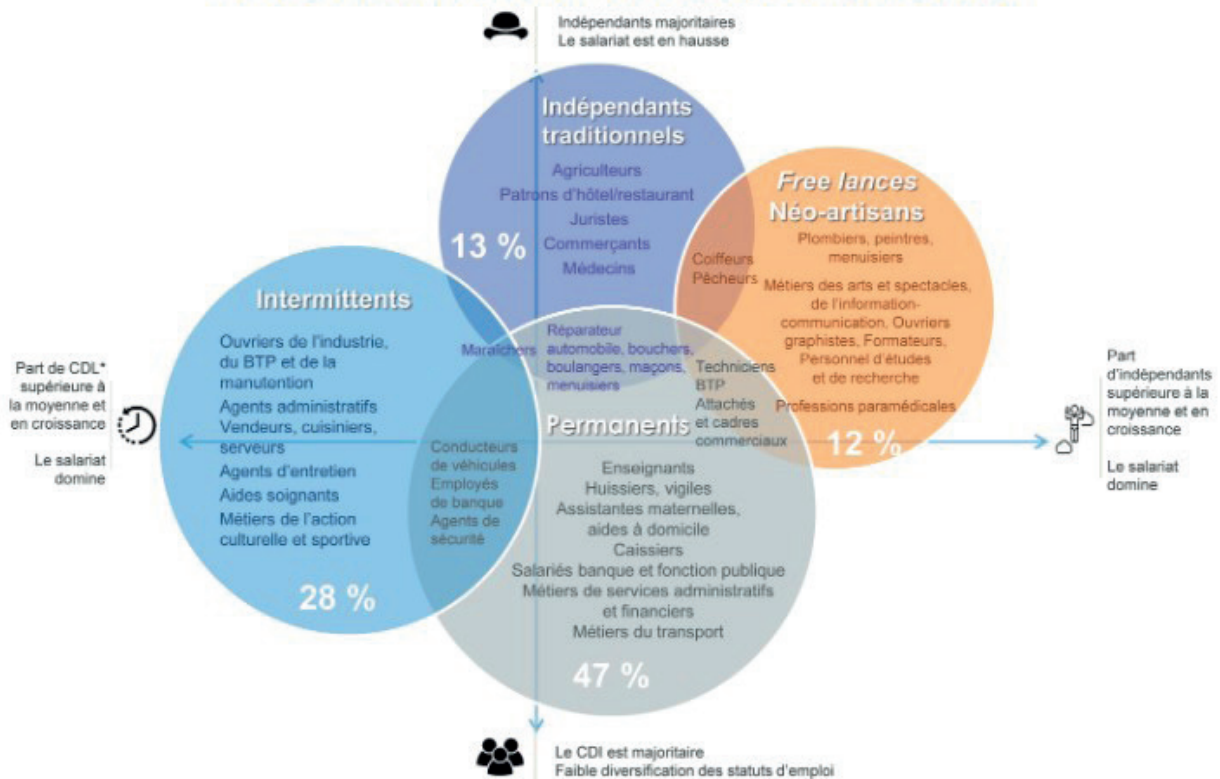 Indépendants majoritaires
Le salariat est en hausse
Indépendants
traditionnels
Agriculteurs
Patrons d'hôtel/restaurant
Juristes
Commerçants
Médecins
13 %
Free lances
Néo-artisans
Plombiers, peintres,
menuisiers
Métiers des arts et spectacles,
de l'information-
communication, Ouvriers
graphistes, Formateurs,
Personnel d'études
et de recherche
Professions paramédicales
12 %
Coiffeurs
Pêcheurs
Intermittents
Ouvriers de l'industrie,
du BTP et de la
manutention
Agents administratifs
Vendeurs, cuisiniers,
serveurs
Agents d'entretien
Aides soignants
Métiers de l'action
culturelle et sportive
28 %
Maraîchers
Réparateur
automobile, bouchers,
boulangers, maçons,
menuisiers
Techniciens
BTP
Attachés
et cadres
commerciaux
Conducteurs
de véhicules
Employés
de banque
Agents de
sécurité
Permanents
Enseignants
Huissiers, vigiles
Assistantes maternelles,
aides à domicile
Caissiers
Salariés banque et fonction publique
Métiers de services administratifs
et financiers
Métiers du transport
47 %
Part de CDL*
supérieure à
la moyenne et
en croissance
Le salariat
domine
Part
d'indépendants
supérieure à la
moyenne et en
croissance
Le salariat
domine
Le CDI est majoritaire
Faible diversification des statuts d'emploi